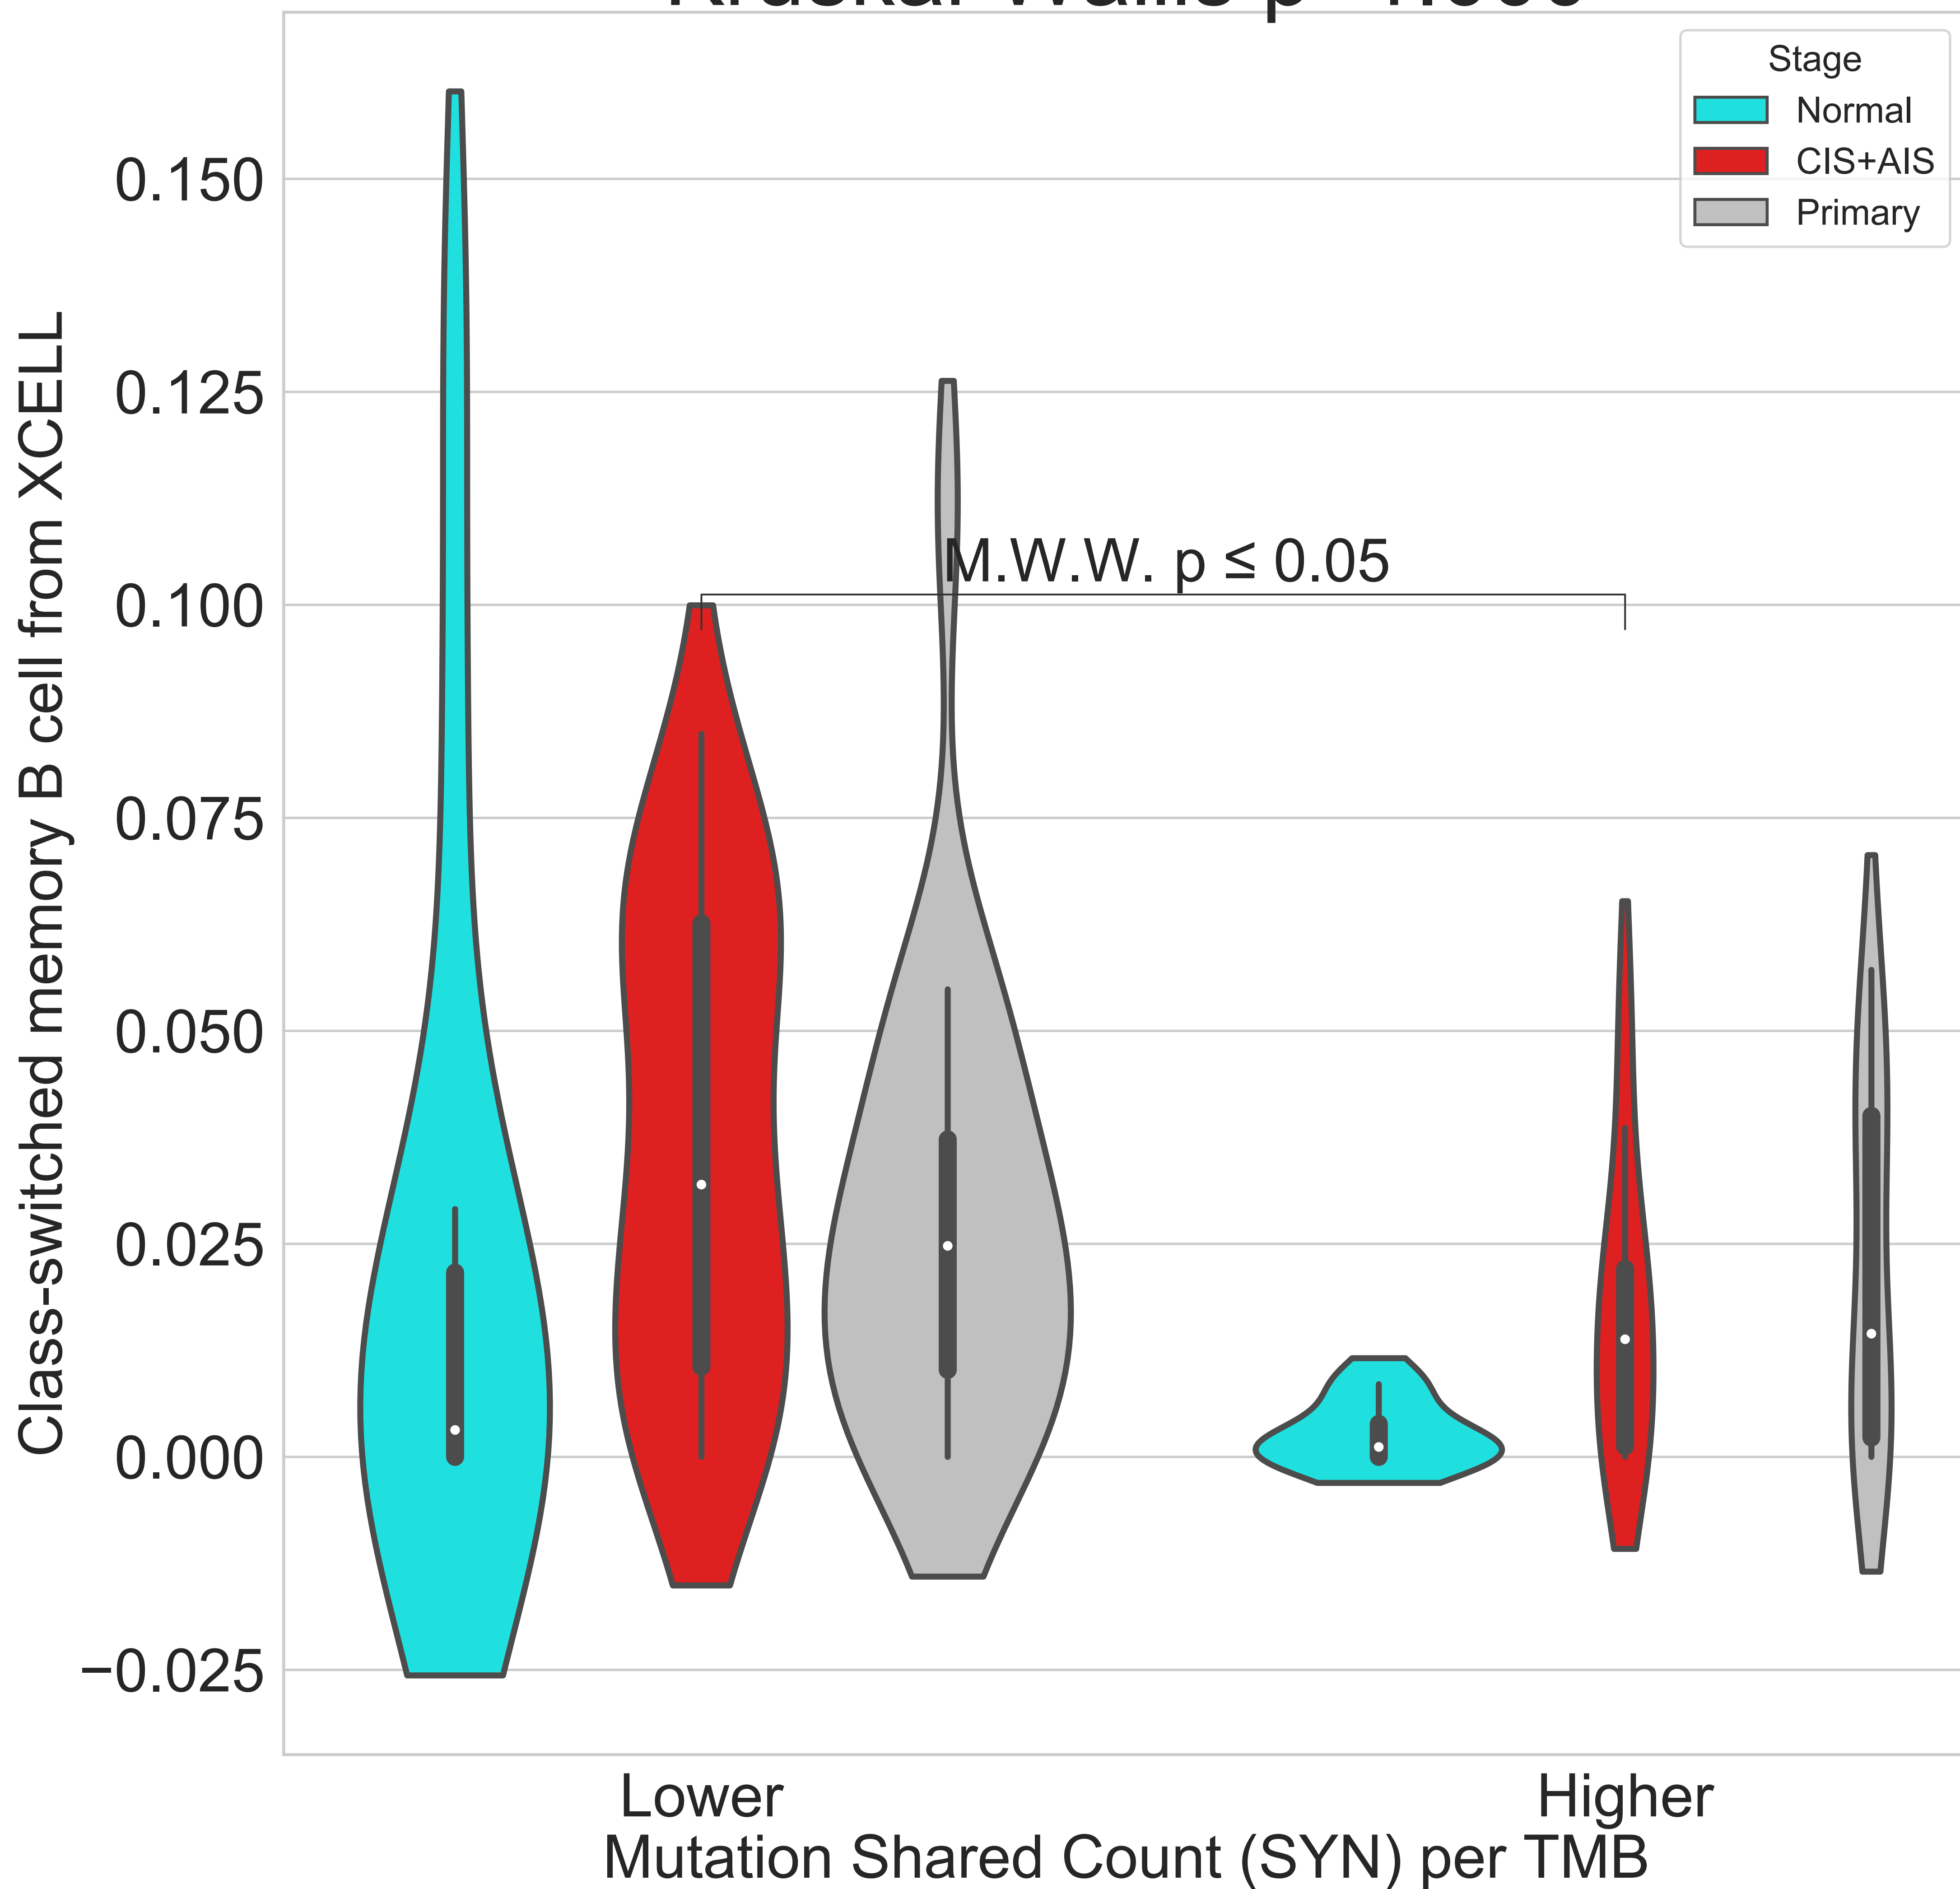 Stage
Normal
CIS+AIS
Primary
0.150
0.125
0.100
0.075
0.050
0.025
0.000
−0.025
Class-switched memory B cell from XCELL
M.W.W. p ≤ 0.05
Lower
Higher
Mutation Shared Count (SYN) per TMB